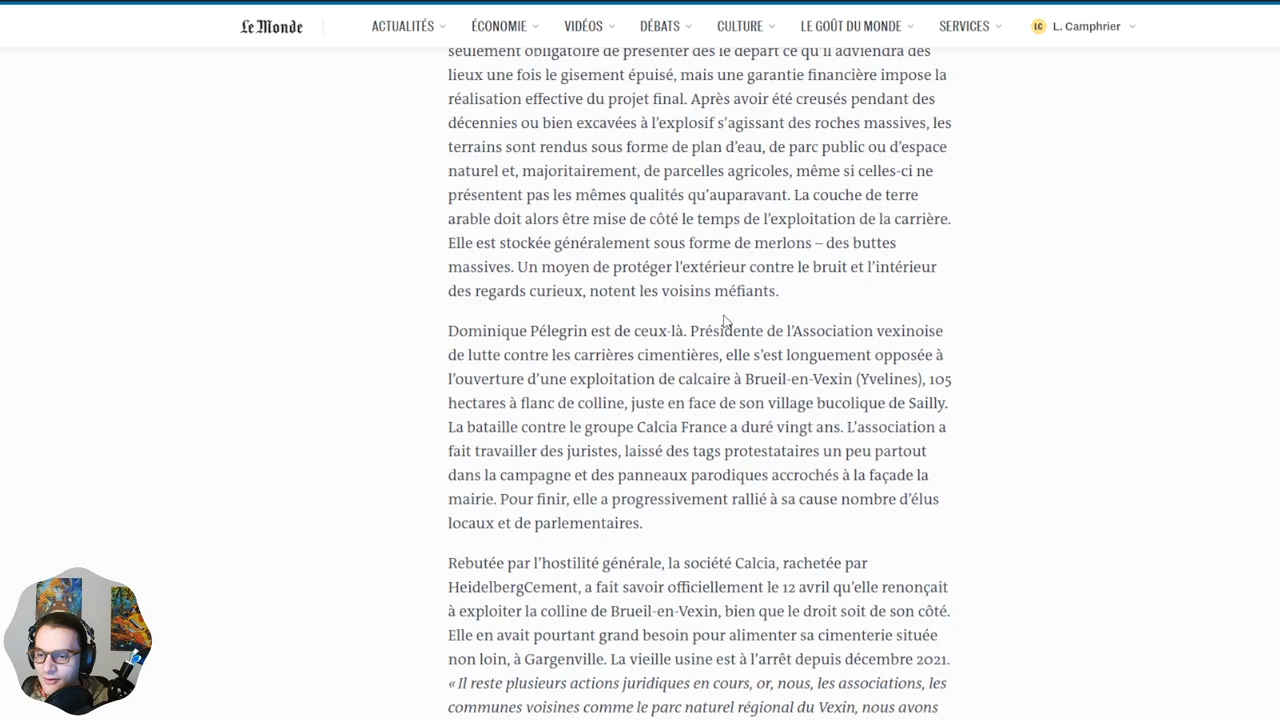 Le Monde
ACTUALITÉS
ÉCONOMIE
VIDÉOS
DÉBATS
CULTURE
LE GOÛT DU MONDE
SERVICES
LC
L. Camphrier
seulement obligatoire de présenter dès le départ ce qu'il adviendra des
lieux une fois le gisement épuisé, mais une garantie financière impose la
réalisation effective du projet final. Après avoir été creusés pendant des
décennies ou bien excavées à l'explosif s'agissant des roches massives, les
terrains sont rendus sous forme de plan d'eau, de parc public ou d'espace
naturel et, majoritairement, de parcelles agricoles, même si celles-ci ne
présentent pas les mêmes qualités qu'auparavant. La couche de terre
arable doit alors être mise de côté le temps de l'exploitation de la carrière.
Elle est stockée généralement sous forme de merlons – des buttes
massives. Un moyen de protéger l'extérieur contre le bruit et l'intérieur
des regards curieux, notent les voisins méfiants.
Dominique Pélegrin est de ceux-là. Présidente de l'Association vexinoise
de lutte contre les carrières cimentières, elle s'est longuement opposée à
l'ouverture d'une exploitation de calcaire à Brueil-en-Vexin (Yvelines), 105
hectares à flanc de colline, juste en face de son village bucolique de Sailly.
La bataille contre le groupe Calcia France a duré vingt ans. L'association a
fait travailler des juristes, laissé des tags protestataires un peu partout
dans la campagne et des panneaux parodiques accrochés à la façade la
mairie. Pour finir, elle a progressivement rallié à sa cause nombre d'élus
locaux et de parlementaires.
Rebutée par l'hostilité générale, la société Calcia, rachetée par
HeidelbergCement, a fait savoir officiellement le 12 avril qu'elle renonçait
à exploiter la colline de Brueil-en-Vexin, bien que le droit soit de son côté.
Elle en avait pourtant grand besoin pour alimenter sa cimenterie située
non loin, à Gargenville. La vieille usine est à l'arrêt depuis décembre 2021.
« Il reste plusieurs actions juridiques en cours, or, nous, les associations, les
communes voisines comme le parc naturel régional du Vexin, nous avons